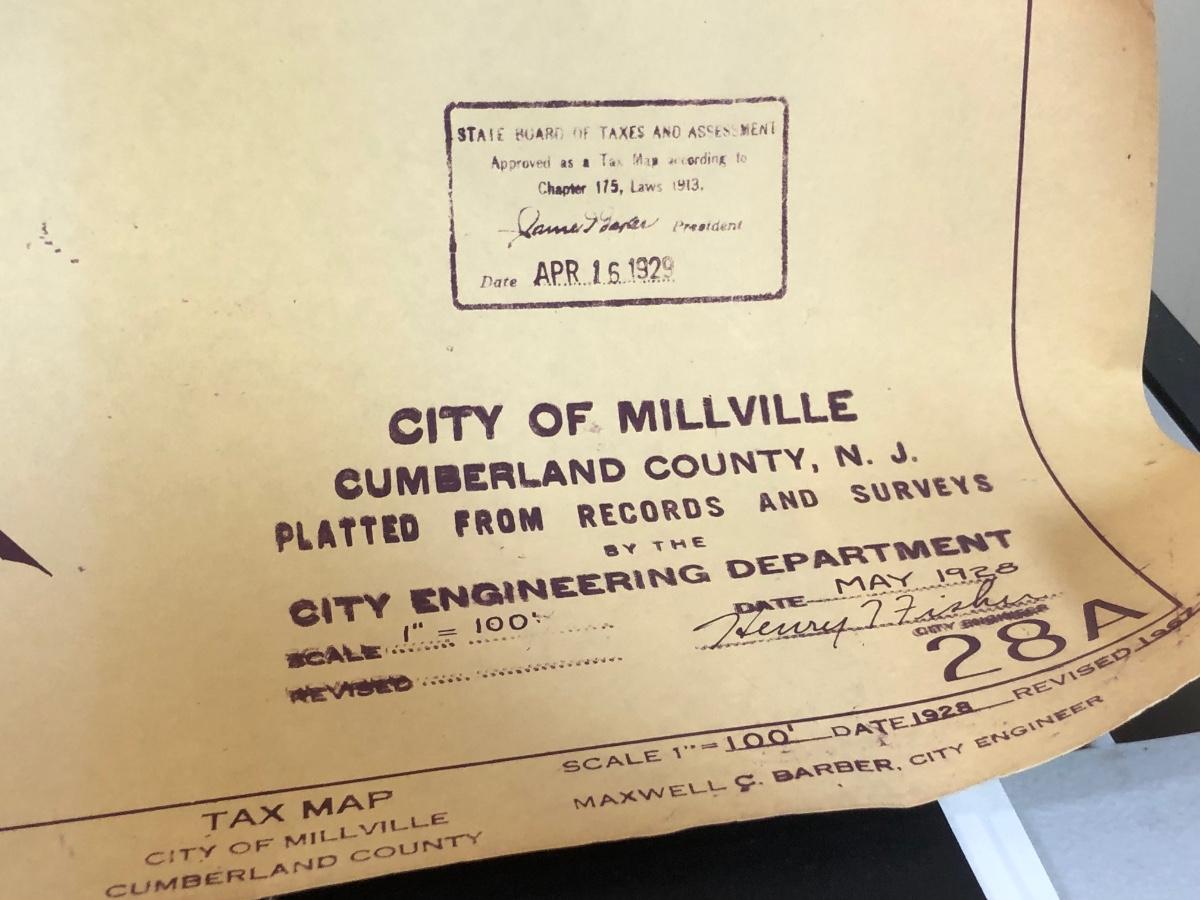 STATE BOARD OF TAXES AND ASSESSMENT
Approved as a Tax Map according to
Chapter 175, Laws 1913.
President
Date APR 16 1929
CITY OF MILLVILLE
CUMBERLAND COUNTY, N. J.
PLATTED FROM RECORDS AND SURVEYS
BY THE
CITY ENGINEERING DEPARTMENT
SCALE 1" = 100' DATE MAY 1928
Henry T Fisher
CITY ENGINEER
REVISED
28 A
SCALE 1" = 100' DATE 1928 REVISED
MAXWELL C. BARBER, CITY ENGINEER
TAX MAP
CITY OF MILLVILLE
CUMBERLAND COUNTY